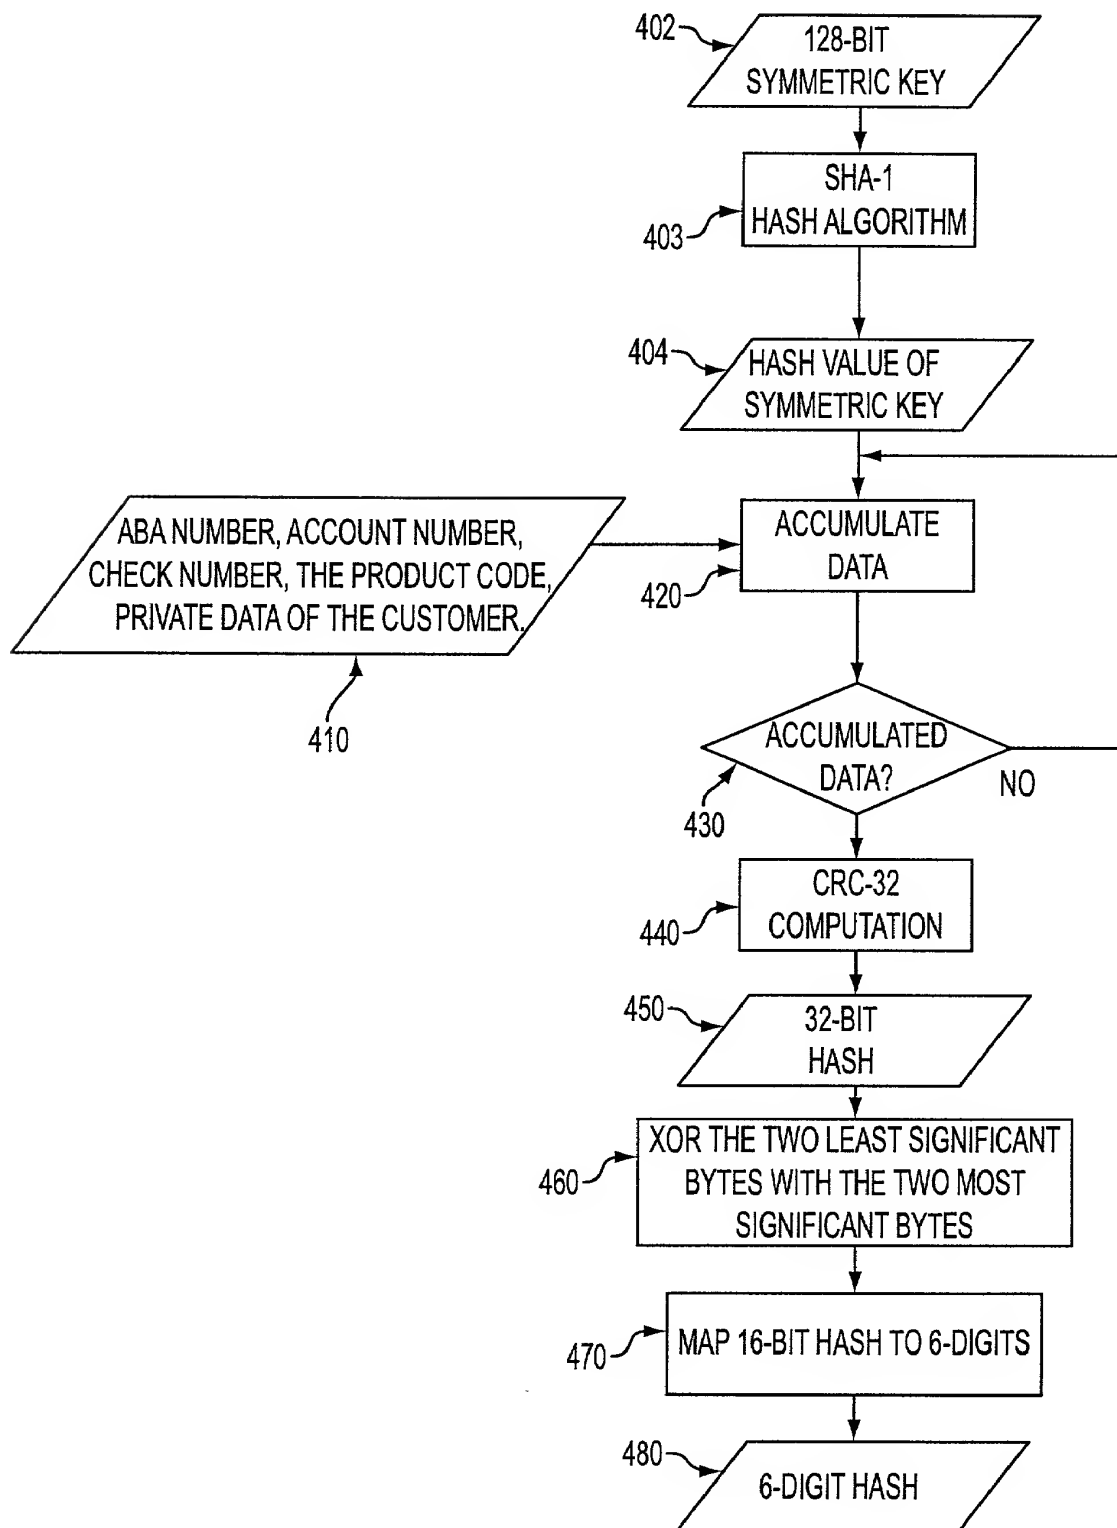 402
128-BIT
SYMMETRIC KEY
SHA-1
HASH ALGORITHM
403
404
HASH VALUE OF
SYMMETRIC KEY
ABA NUMBER, ACCOUNT NUMBER,
CHECK NUMBER, THE PRODUCT CODE,
PRIVATE DATA OF THE CUSTOMER.
410
ACCUMULATE
DATA
420
ACCUMULATED
DATA?
NO
430
CRC-32
COMPUTATION
440
450
32-BIT
HASH
XOR THE TWO LEAST SIGNIFICANT
BYTES WITH THE TWO MOST
SIGNIFICANT BYTES
460
MAP 16-BIT HASH TO 6-DIGITS
470
480
6-DIGIT HASH